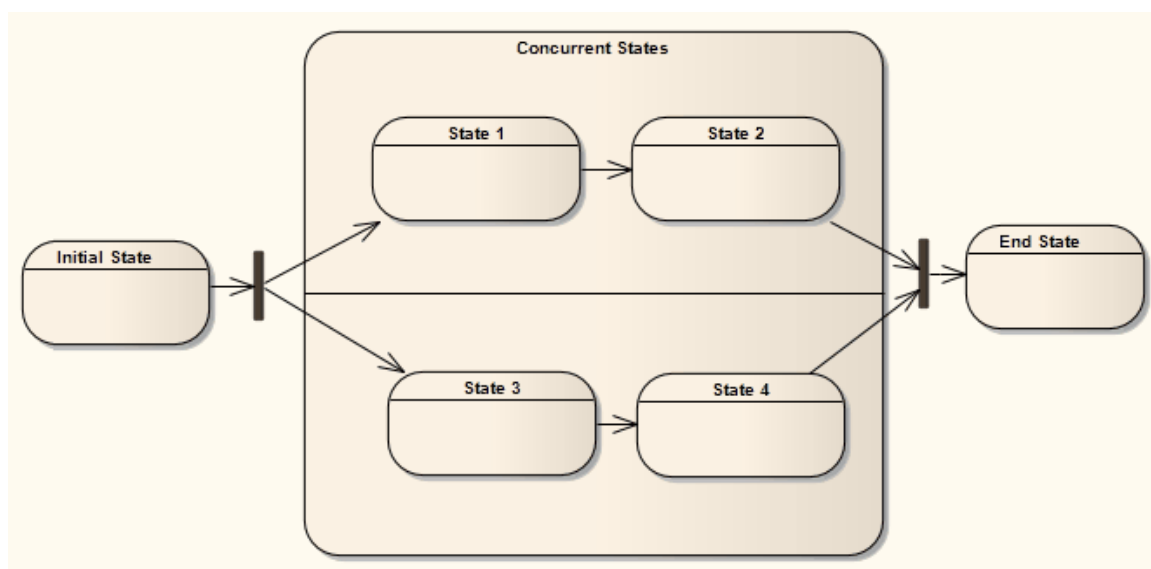 Concurrent States
State 1
State 2
Initial State
End State
State 3
State 4